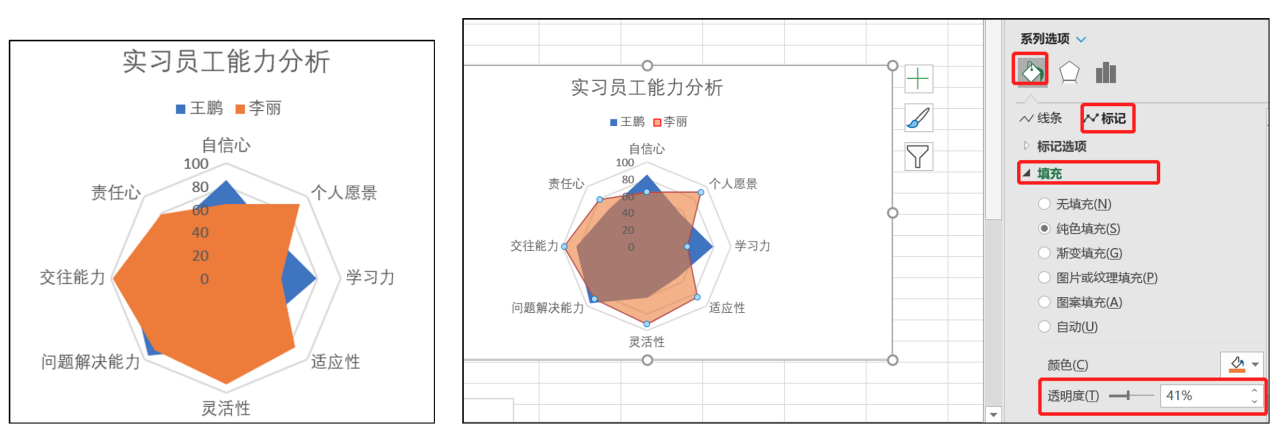 实习员工能力分析
王鹏 李丽
自信心
100
责任心
80
个人愿景
60
40
20
交往能力
0
学习力
问题解决能力
适应性
灵活性
实习员工能力分析
王鹏 李丽
自信心
100
责任心
80
个人愿景
60
40
20
交往能力
0
学习力
问题解决能力
适应性
灵活性
系列选项
线条 标记
标记选项
填充
无填充(N)
纯色填充(S)
渐变填充(G)
图片或纹理填充(P)
图案填充(A)
自动(U)
颜色(C)
透明度(T) 41%